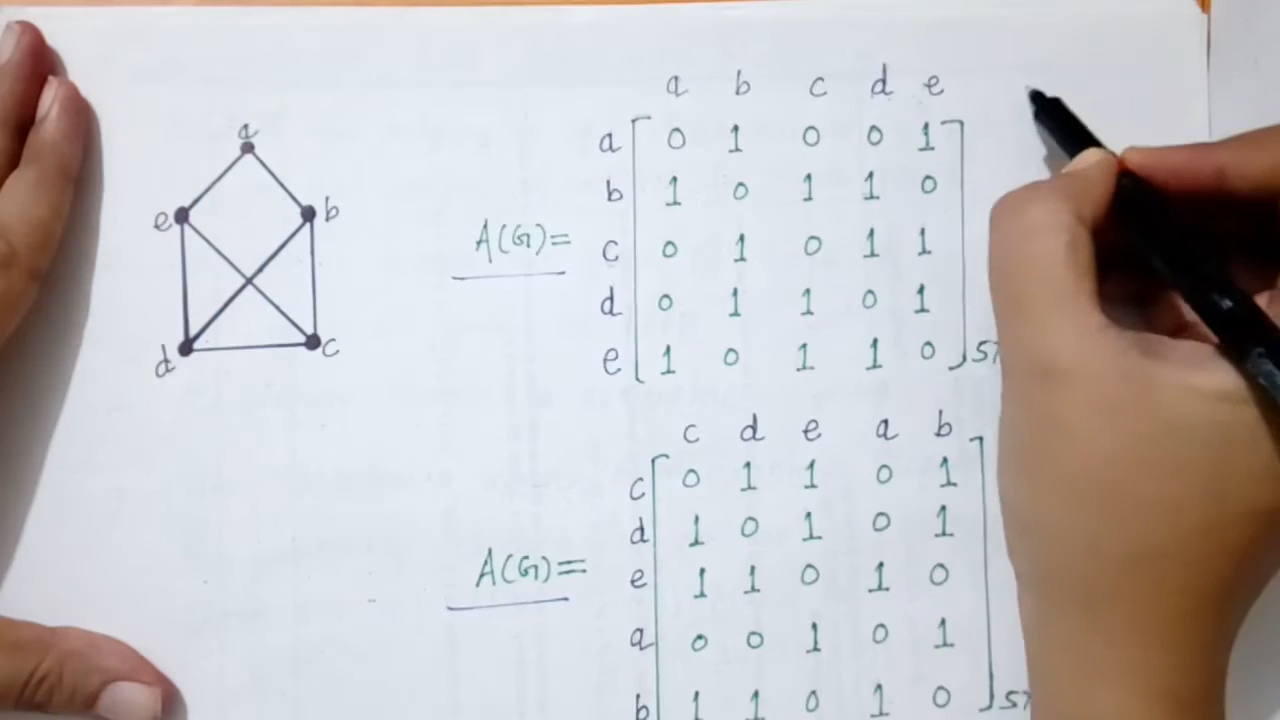 a
e b
d c
a b c d e
a 0 1 0 0 1
b 1 0 1 1 0
A(G)=
c 0 1 0 1 1
d 0 1 1 0 1
e 1 0 1 1 0 5
c d e a b
c 0 1 1 0 1
d 1 0 1 0 1
A(G)=
e 1 1 0 1 0
a 0 0 1 0 1
b 1 1 0 1 0 5